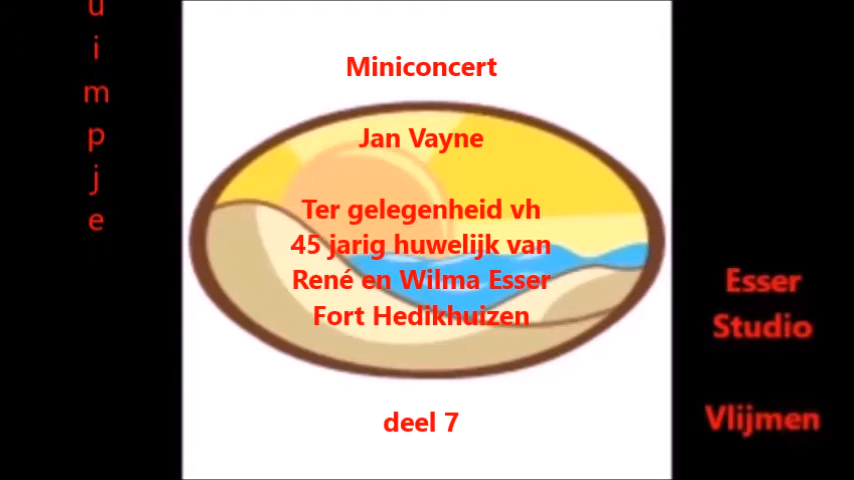 u
i
m
p
j
e
Miniconcert
Jan Vayne
Ter gelegenheid vh
45 jarig huwelijk van
René en Wilma Esser
Fort Hedikhuizen
deel 7
Esser
Studio
Vlijmen